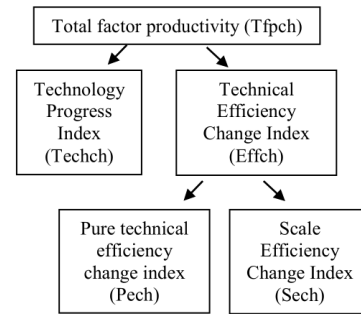 Total factor productivity (Tfpch)
Technology
Progress
Index
(Techch)
Technical
Efficiency
Change Index
(Effch)
Pure technical
efficiency
change index
(Pech)
Scale
Efficiency
Change Index
(Sech)